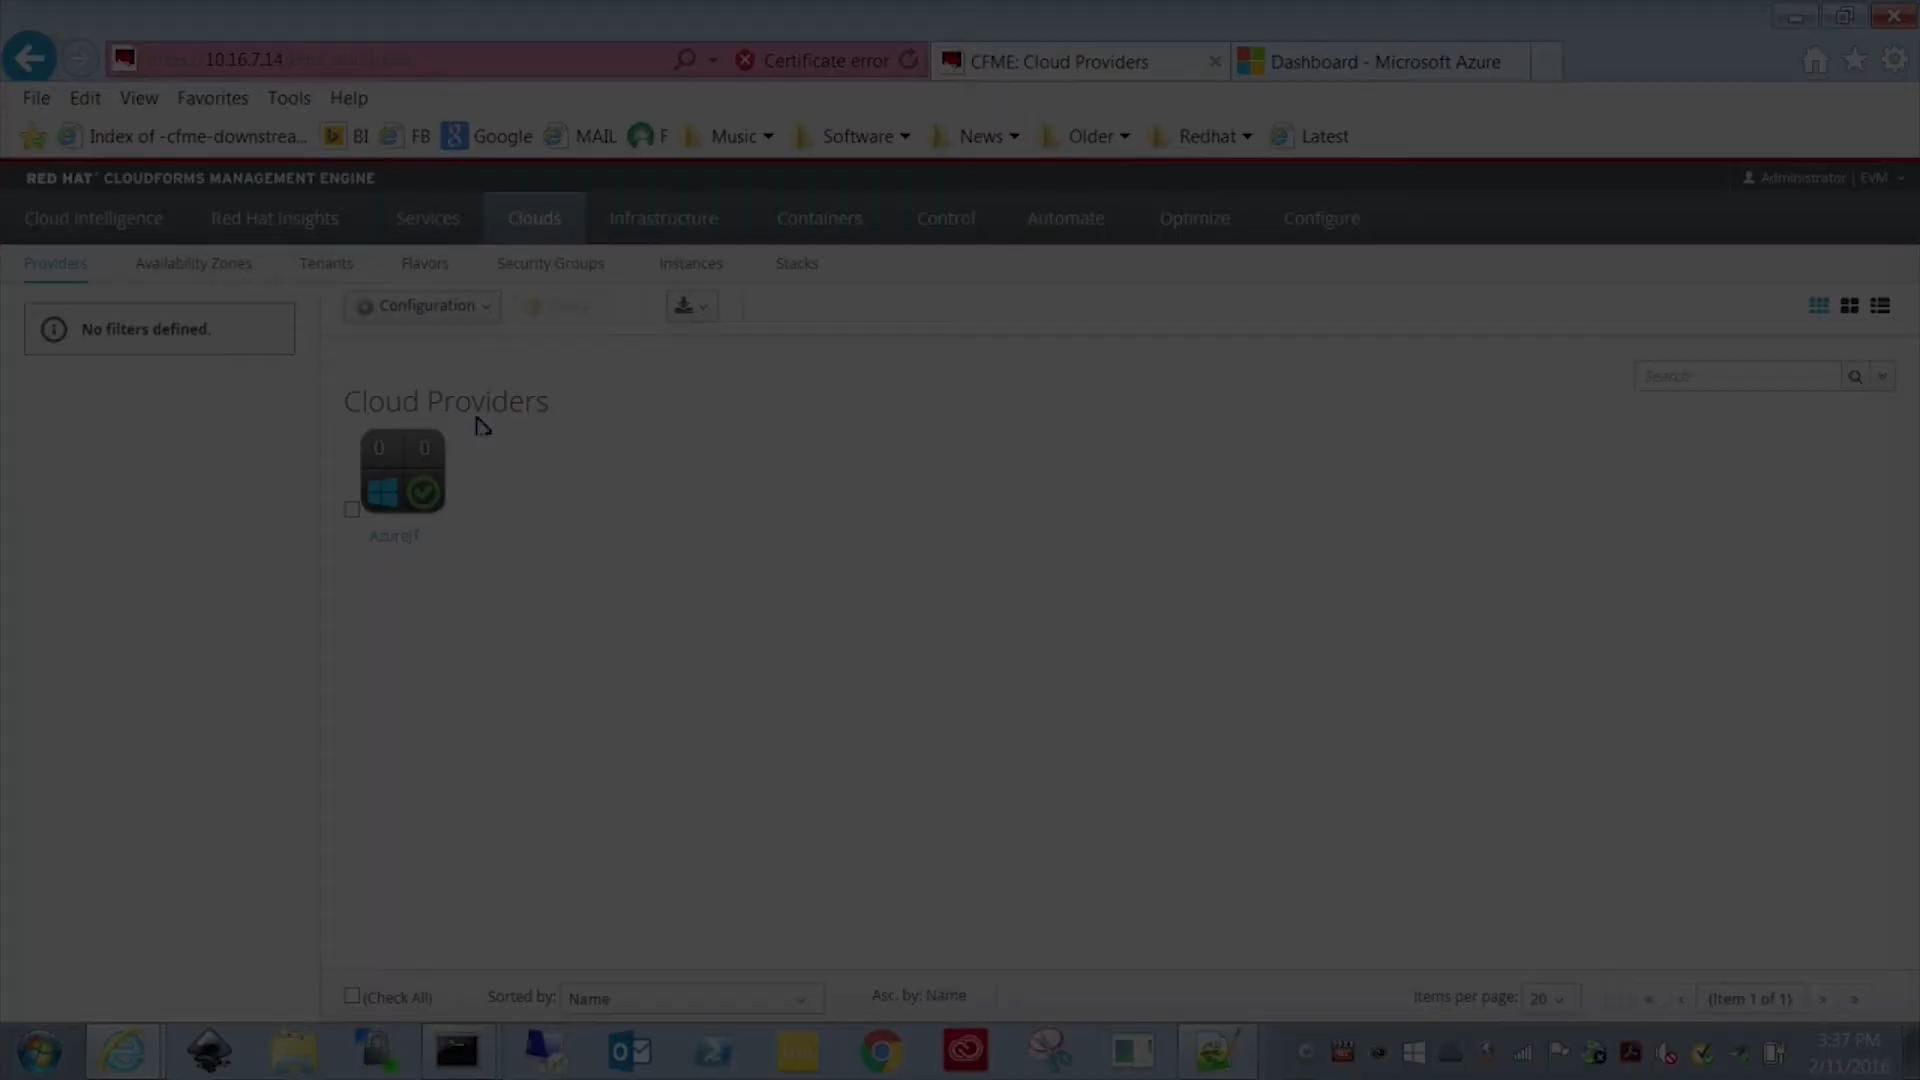 10.16.7.14
Certificate error
CFME: Cloud Providers
Dashboard - Microsoft Azure
File Edit View Favorites Tools Help
Index of -cfme-downstrea... BI FB Google MAIL F Music Software News Older Redhat Latest
RED HAT CLOUDFORMS MANAGEMENT ENGINE
Administrator | EVM
Cloud Intelligence Red Hat Insights Services Clouds Infrastructure Containers Control Automate Optimize Configure
Providers Availability Zones Tenants Flavors Security Groups Instances Stacks
No filters defined.
Configuration
Search
Cloud Providers
0 0
AzureJT
(Check All) Sorted by: Name Asc. by: Name Items per page: 20 « ‹ (Item 1 of 1) › »
3:37 PM
2/11/2016